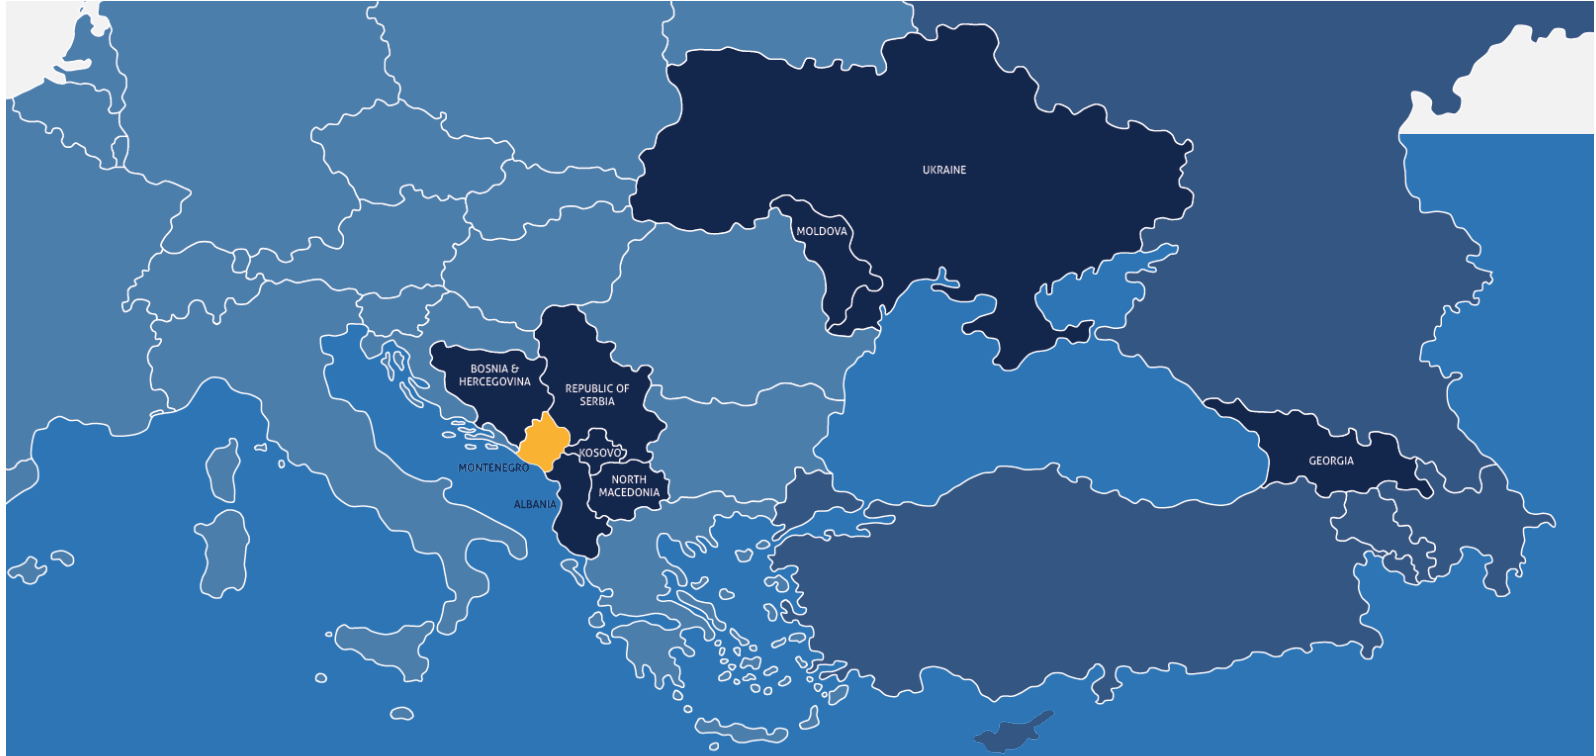 UKRAINE
MOLDOVA
BOSNIA &
HERCEGOVINA
REPUBLIC OF
SERBIA
KOSOVO
MONTENEGRO
GEORGIA
NORTH
MACEDONIA
ALBANIA